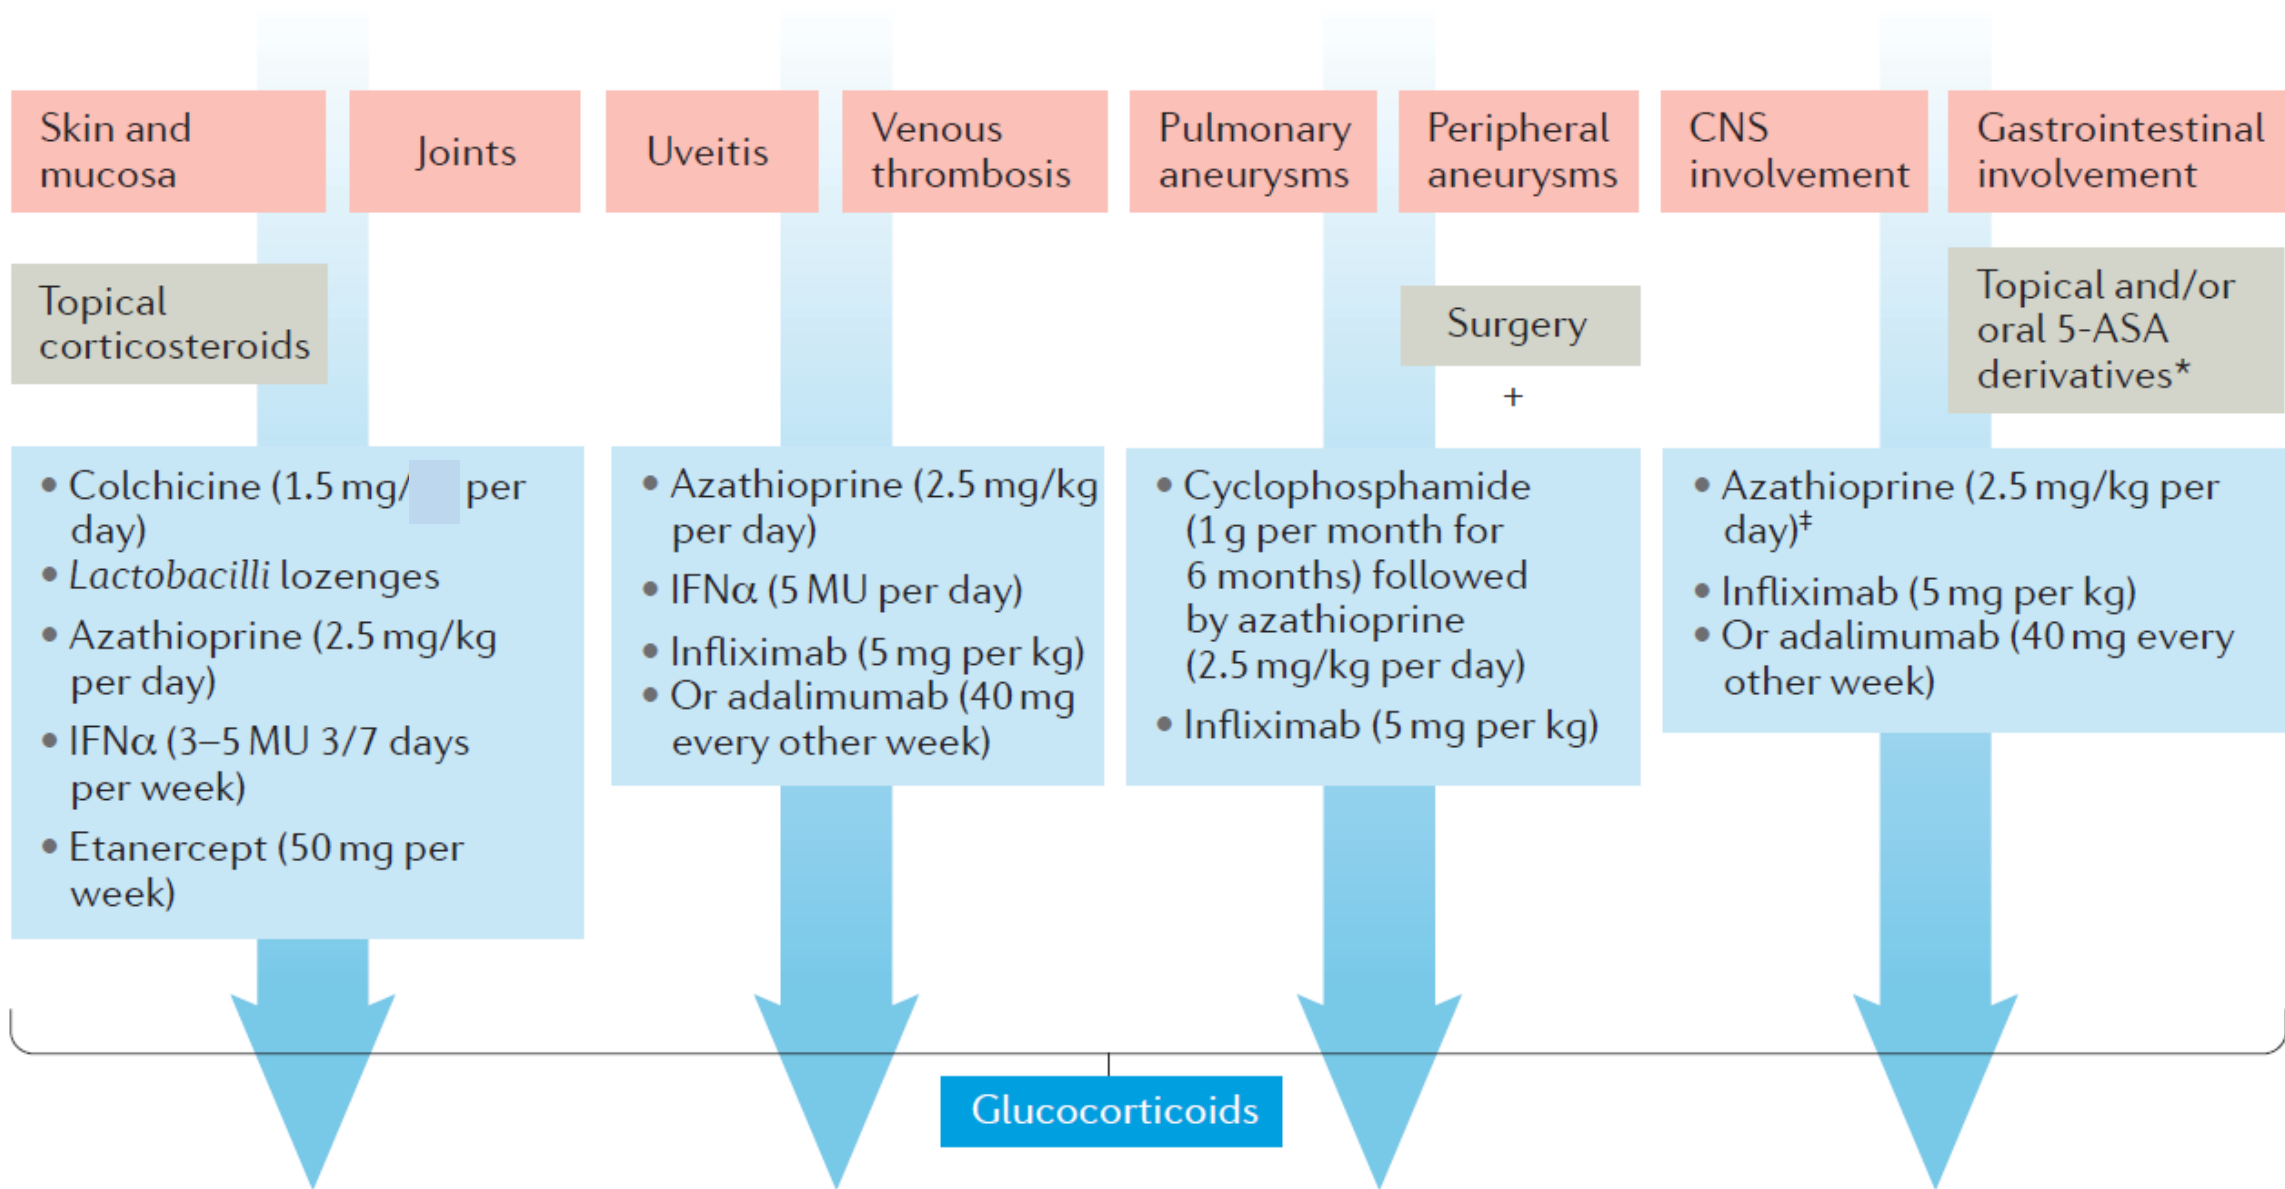 Skin and
mucosa
Joints
Uveitis
Venous
thrombosis
Pulmonary
aneurysms
Peripheral
aneurysms
CNS
involvement
Gastrointestinal
involvement
Topical
corticosteroids
Surgery
+
Topical and/or
oral 5-ASA
derivatives*
• Colchicine (1.5 mg/ per
day)
• Lactobacilli lozenges
• Azathioprine (2.5 mg/kg
per day)
• IFNα (3–5 MU 3/7 days
per week)
• Etanercept (50 mg per
week)
• Azathioprine (2.5 mg/kg
per day)
• IFNα (5 MU per day)
• Infliximab (5 mg per kg)
• Or adalimumab (40 mg
every other week)
• Cyclophosphamide
(1 g per month for
6 months) followed
by azathioprine
(2.5 mg/kg per day)
• Infliximab (5 mg per kg)
• Azathioprine (2.5 mg/kg per
day)‡
• Infliximab (5 mg per kg)
• Or adalimumab (40 mg every
other week)
Glucocorticoids